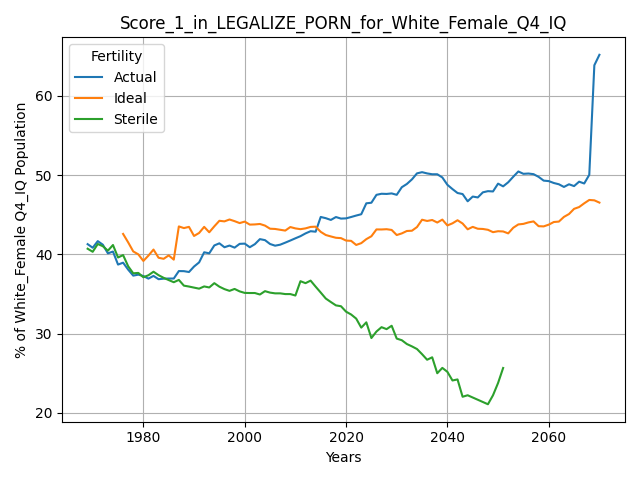 Score_1_in_LEGALIZE_PORN_for_White_Female_Q4_IQ
Fertility
Actual
Ideal
Sterile
% of White_Female Q4_IQ Population
60
50
40
30
20
1980 2000 2020 2040 2060
Years